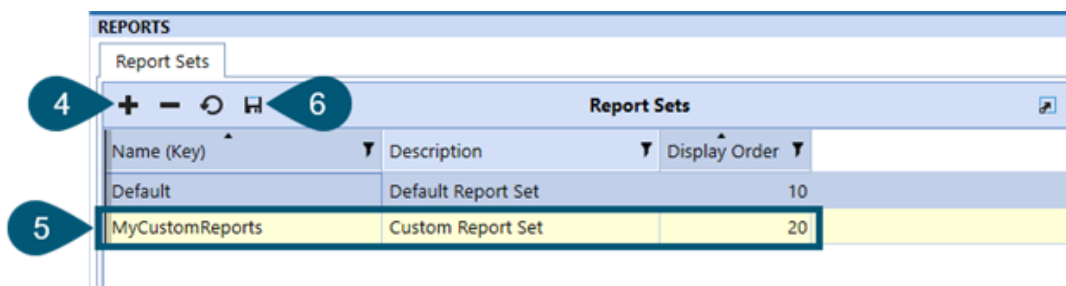 REPORTS
Report Sets
4 6 Report Sets
Name (Key) Description Display Order
Default Default Report Set 10
5 MyCustomReports Custom Report Set 20